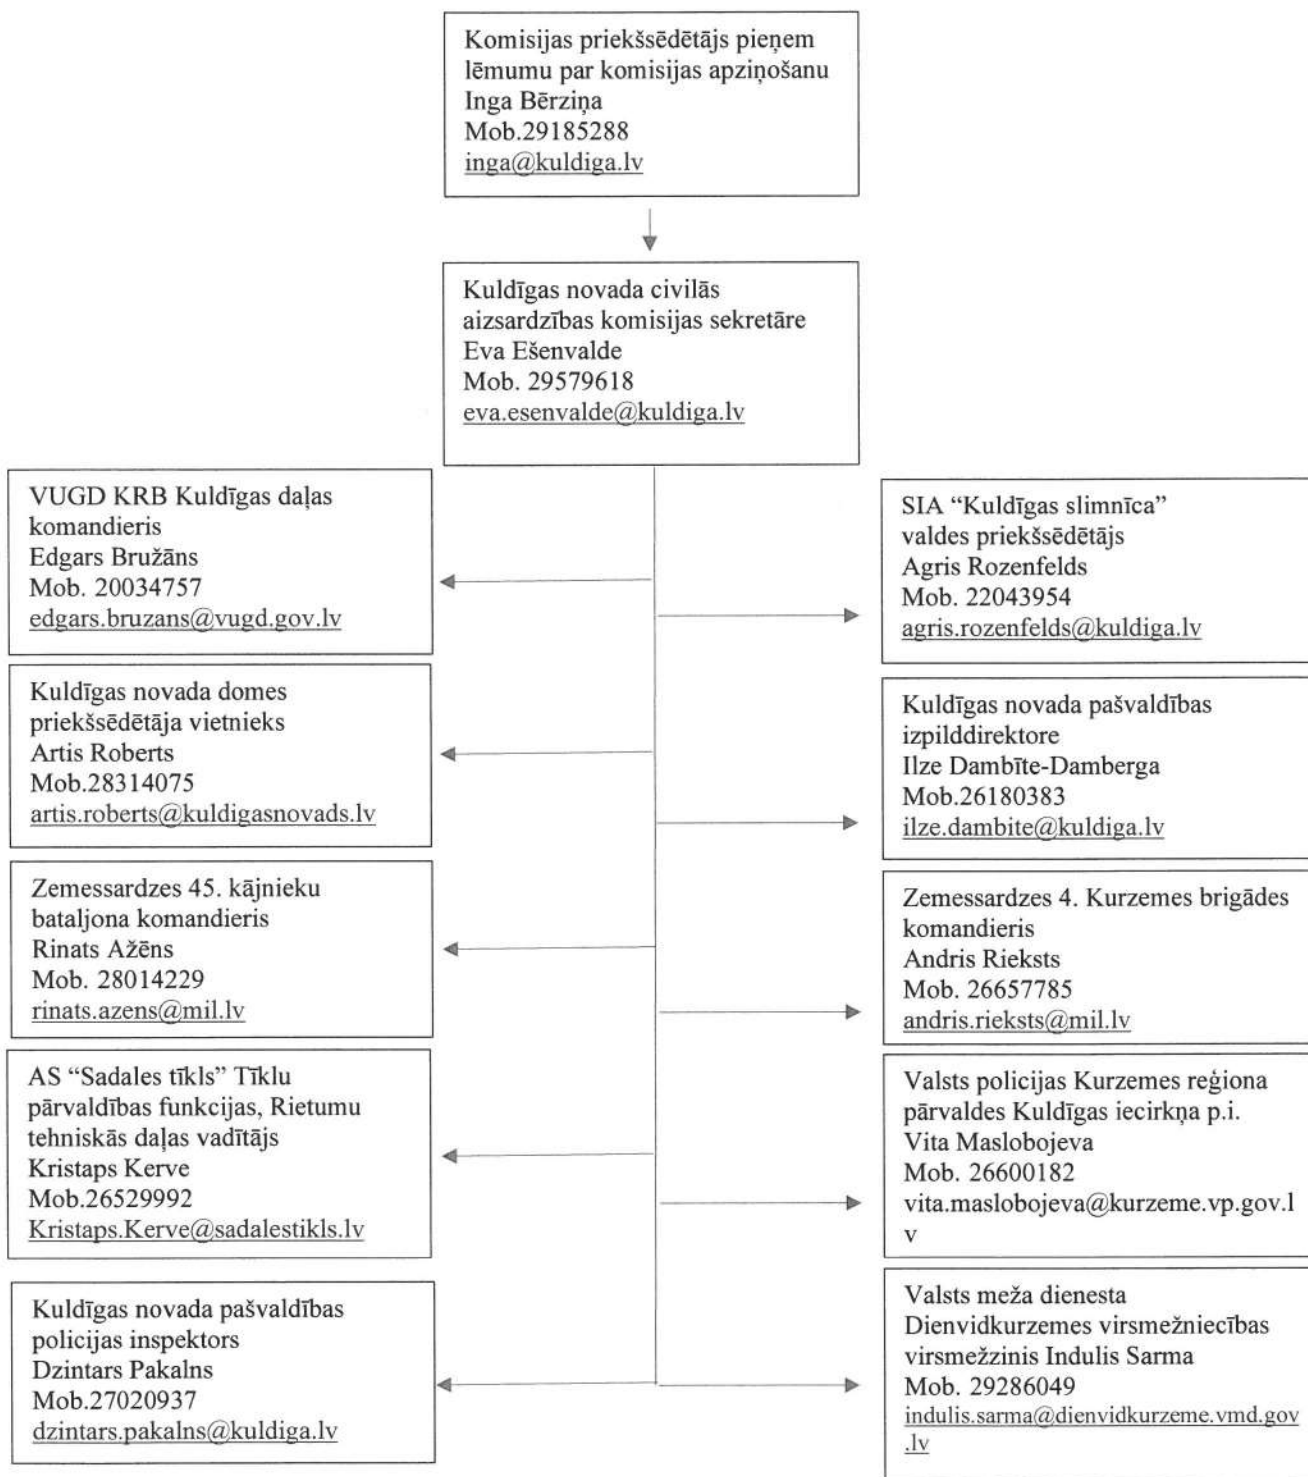 Komisijas priekšsēdētājs pieņem
lēmumu par komisijas apziņošanu
Inga Bērziņa
Mob.29185288
inga@kuldiga.lv
Kuldīgas novada civilās
aizsardzības komisijas sekretāre
Eva Ešenvalde
Mob. 29579618
eva.esenvalde@kuldiga.lv
VUGD KRB Kuldīgas daļas
komandieris
Edgars Bružāns
Mob. 20034757
edgars.bruzans@vugd.gov.lv
SIA “Kuldīgas slimnīca”
valdes priekšsēdētājs
Agris Rozenfelds
Mob. 22043954
agris.rozenfelds@kuldiga.lv
Kuldīgas novada domes
priekšsēdētāja vietnieks
Artis Roberts
Mob.28314075
artis.roberts@kuldigasnovads.lv
Kuldīgas novada pašvaldības
izpilddirektore
Ilze Dambīte-Damberga
Mob.26180383
ilze.dambite@kuldiga.lv
Zemessardzes 45. kājnieku
bataljona komandieris
Rinats Ažēns
Mob. 28014229
rinats.azens@mil.lv
Zemessardzes 4. Kurzemes brigādes
komandieris
Andris Rieksts
Mob. 26657785
andris.rieksts@mil.lv
AS “Sadales tīkls” Tīklu
pārvaldības funkcijas, Rietumu
tehniskās daļas vadītājs
Kristaps Kerve
Mob.26529992
Kristaps.Kerve@sadalestikls.lv
Valsts policijas Kurzemes reģiona
pārvaldes Kuldīgas iecirkņa p.i.
Vita Maslobojeva
Mob. 26600182
vita.maslobojeva@kurzeme.vp.gov.l
v
Kuldīgas novada pašvaldības
policijas inspektors
Dzintars Pakalns
Mob.27020937
dzintars.pakalns@kuldiga.lv
Valsts meža dienesta
Dienvidkurzemes virsmežniecības
virsmežzinis Indulis Sarma
Mob. 29286049
indulis.sarma@dienvidkurzeme.vmd.gov
.lv